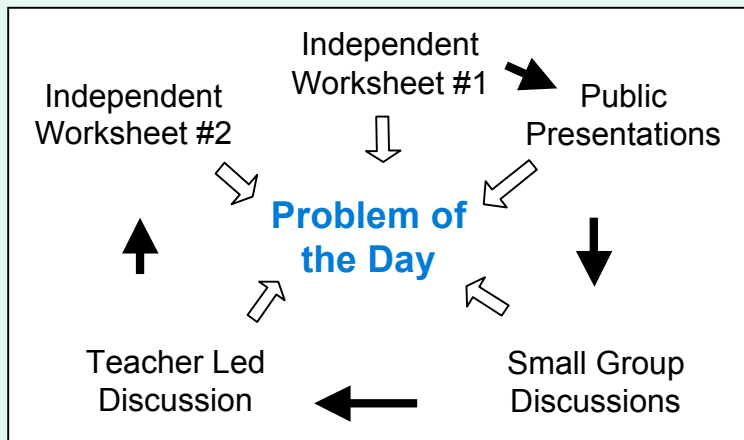 Independent
Worksheet #1
Public
Presentations
Small Group
Discussions
Teacher Led
Discussion
Independent
Worksheet #2
Problem of
the Day